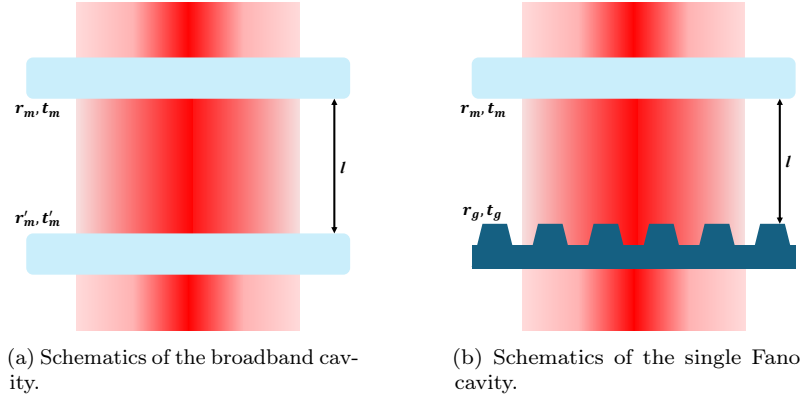 r_m, t_m
l
r'_m, t'_m
(a) Schematics of the broadband cav-
ity.
r_m, t_m
l
r_g, t_g
(b) Schematics of the single Fano
cavity.